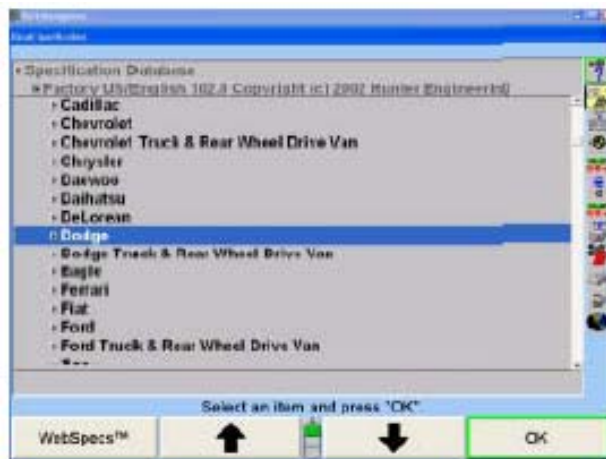 Specification Database
Factory US/English 102.0 Copyright (c) 2002 Hunter Engineering
Cadillac
Chevrolet
Chevrolet Truck & Rear Wheel Drive Van
Chrysler
Daewoo
Daihatsu
DeLorean
Dodge
Dodge Truck & Rear Wheel Drive Van
Eagle
Ferrari
Fiat
Ford
Ford Truck & Rear Wheel Drive Van
Select an item and press "OK".
WebSpecs™
OK